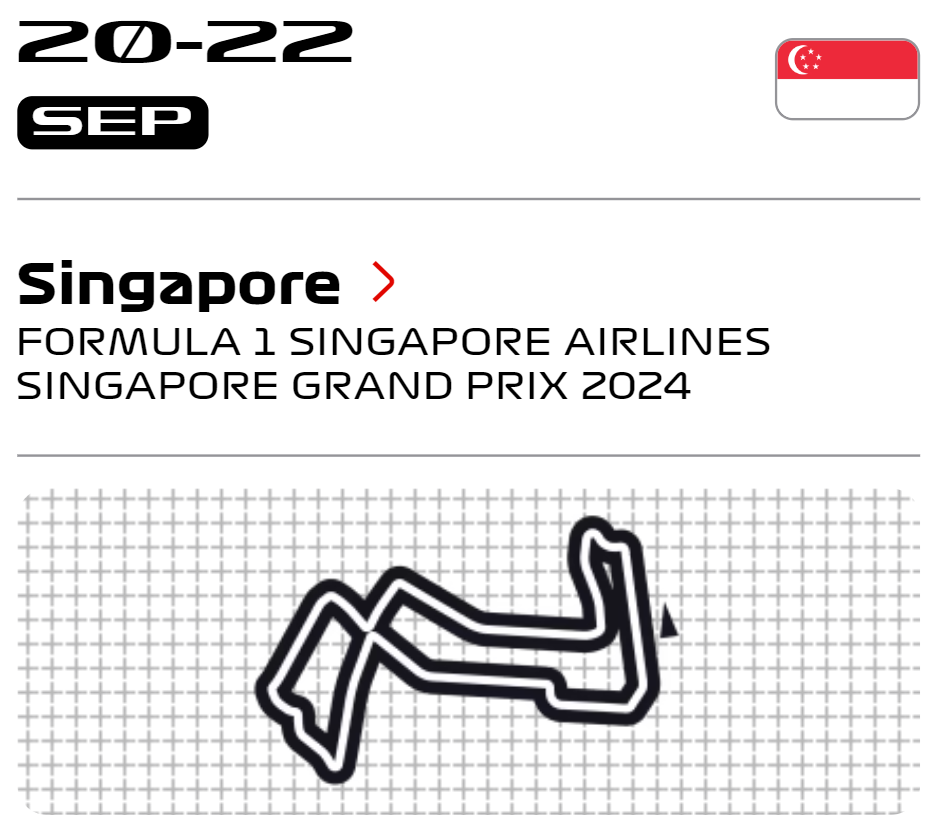 20-22
SEP
Singapore
FORMULA 1 SINGAPORE AIRLINES
SINGAPORE GRAND PRIX 2024